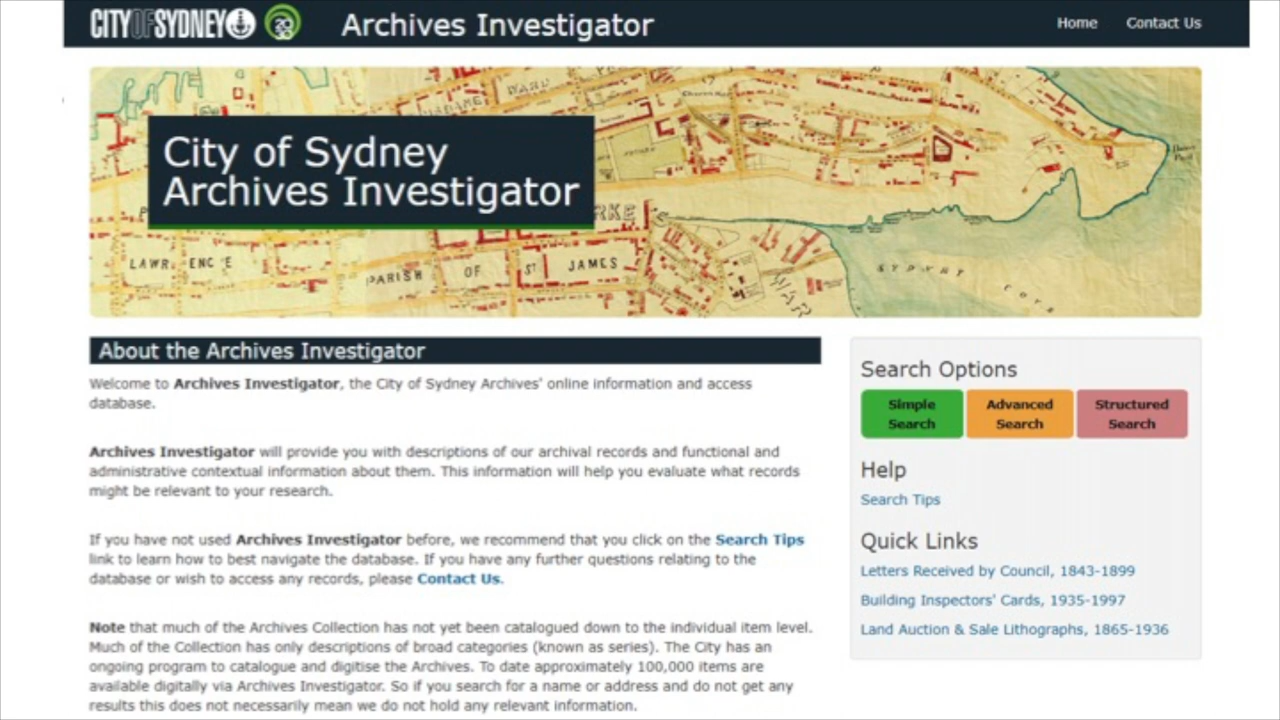 CITYOFSYDNEY 2030 Archives Investigator Home Contact Us
City of Sydney
Archives Investigator
LAWRENCE
PARISH OF ST JAMES
WARD
SYDNEY COVE
About the Archives Investigator
Welcome to Archives Investigator, the City of Sydney Archives' online information and access
database.
Archives Investigator will provide you with descriptions of our archival records and functional and
administrative contextual information about them. This information will help you evaluate what records
might be relevant to your research.
If you have not used Archives Investigator before, we recommend that you click on the Search Tips
link to learn how to best navigate the database. If you have any further questions relating to the
database or wish to access any records, please Contact Us.
Note that much of the Archives Collection has not yet been catalogued down to the individual item level.
Much of the Collection has only descriptions of broad categories (known as series). The City has an
ongoing program to catalogue and digitise the Archives. To date approximately 100,000 items are
available digitally via Archives Investigator. So if you search for a name or address and do not get any
results this does not necessarily mean we do not hold any relevant information.
Search Options
Simple Advanced Structured
Search Search Search
Help
Search Tips
Quick Links
Letters Received by Council, 1843-1899
Building Inspectors' Cards, 1935-1997
Land Auction & Sale Lithographs, 1865-1936